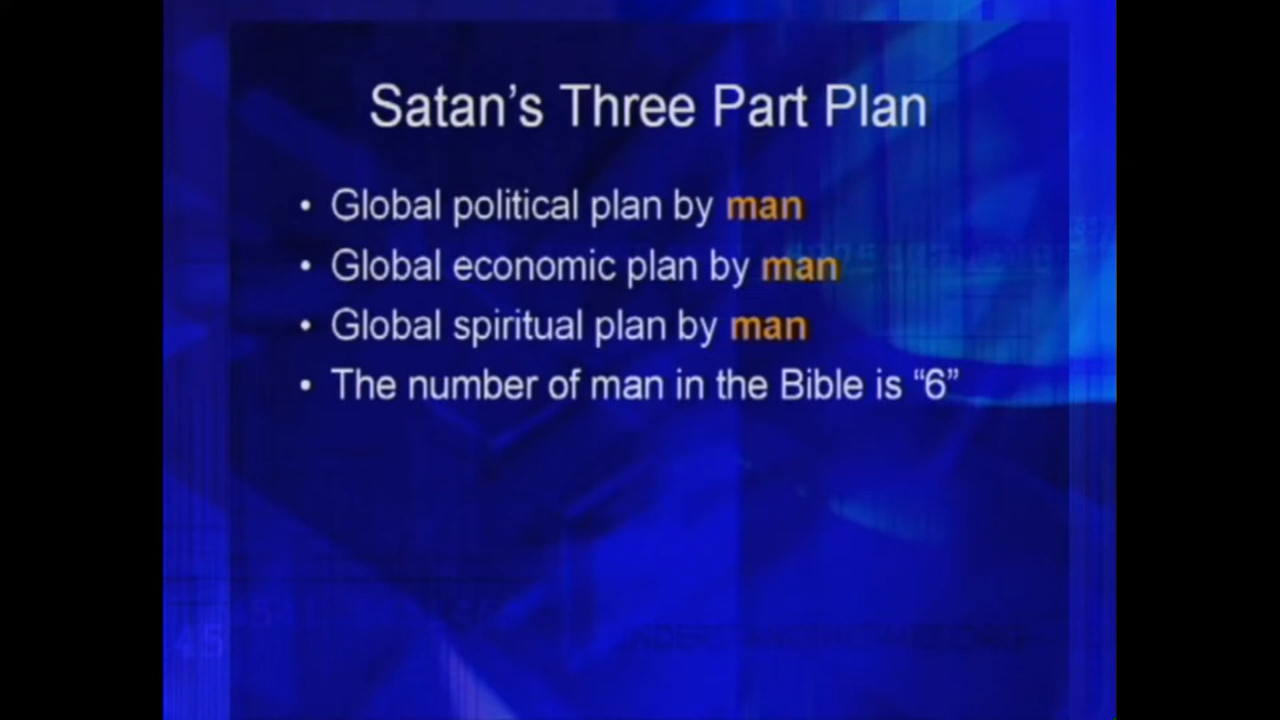 Satan's Three Part Plan
• Global political plan by man
• Global economic plan by man
• Global spiritual plan by man
• The number of man in the Bible is “6”